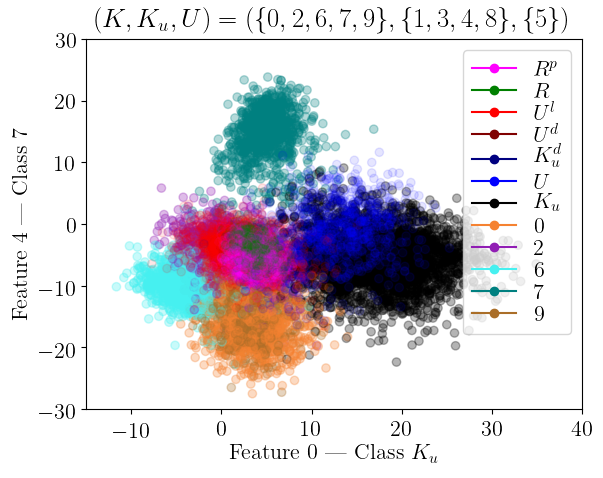 (K, K_u, U) = ({0, 2, 6, 7, 9}, {1, 3, 4, 8}, {5})
30
20
10
0
−10
−20
−30
Feature 4 — Class 7
−10 0 10 20 30 40
Feature 0 — Class K_u
R^p
R
U^l
U^d
K_u^d
U
K_u
0
2
6
7
9